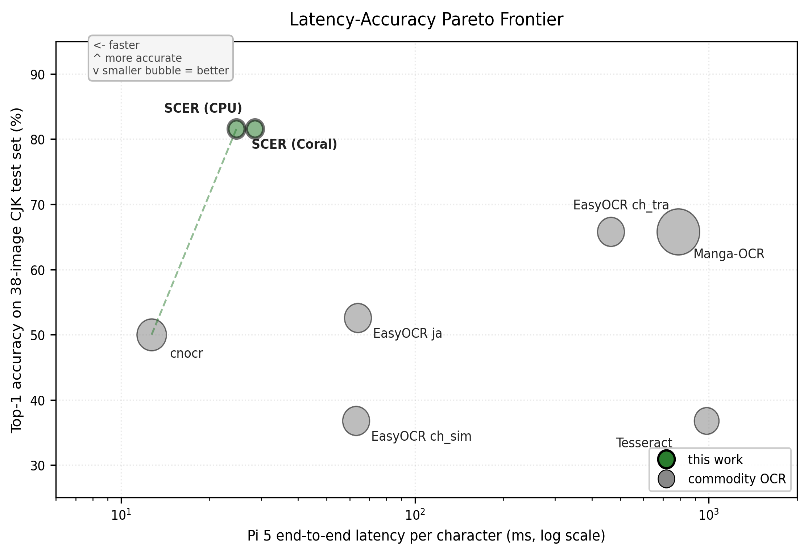 Latency-Accuracy Pareto Frontier
<- faster
^ more accurate
v smaller bubble = better
90
80
70
60
50
40
30
Top-1 accuracy on 38-image CJK test set (%)
SCER (CPU)
SCER (Coral)
EasyOCR ch_tra
Manga-OCR
EasyOCR ja
cnocr
EasyOCR ch_sim
Tesseract
this work
commodity OCR
10¹
10²
10³
Pi 5 end-to-end latency per character (ms, log scale)